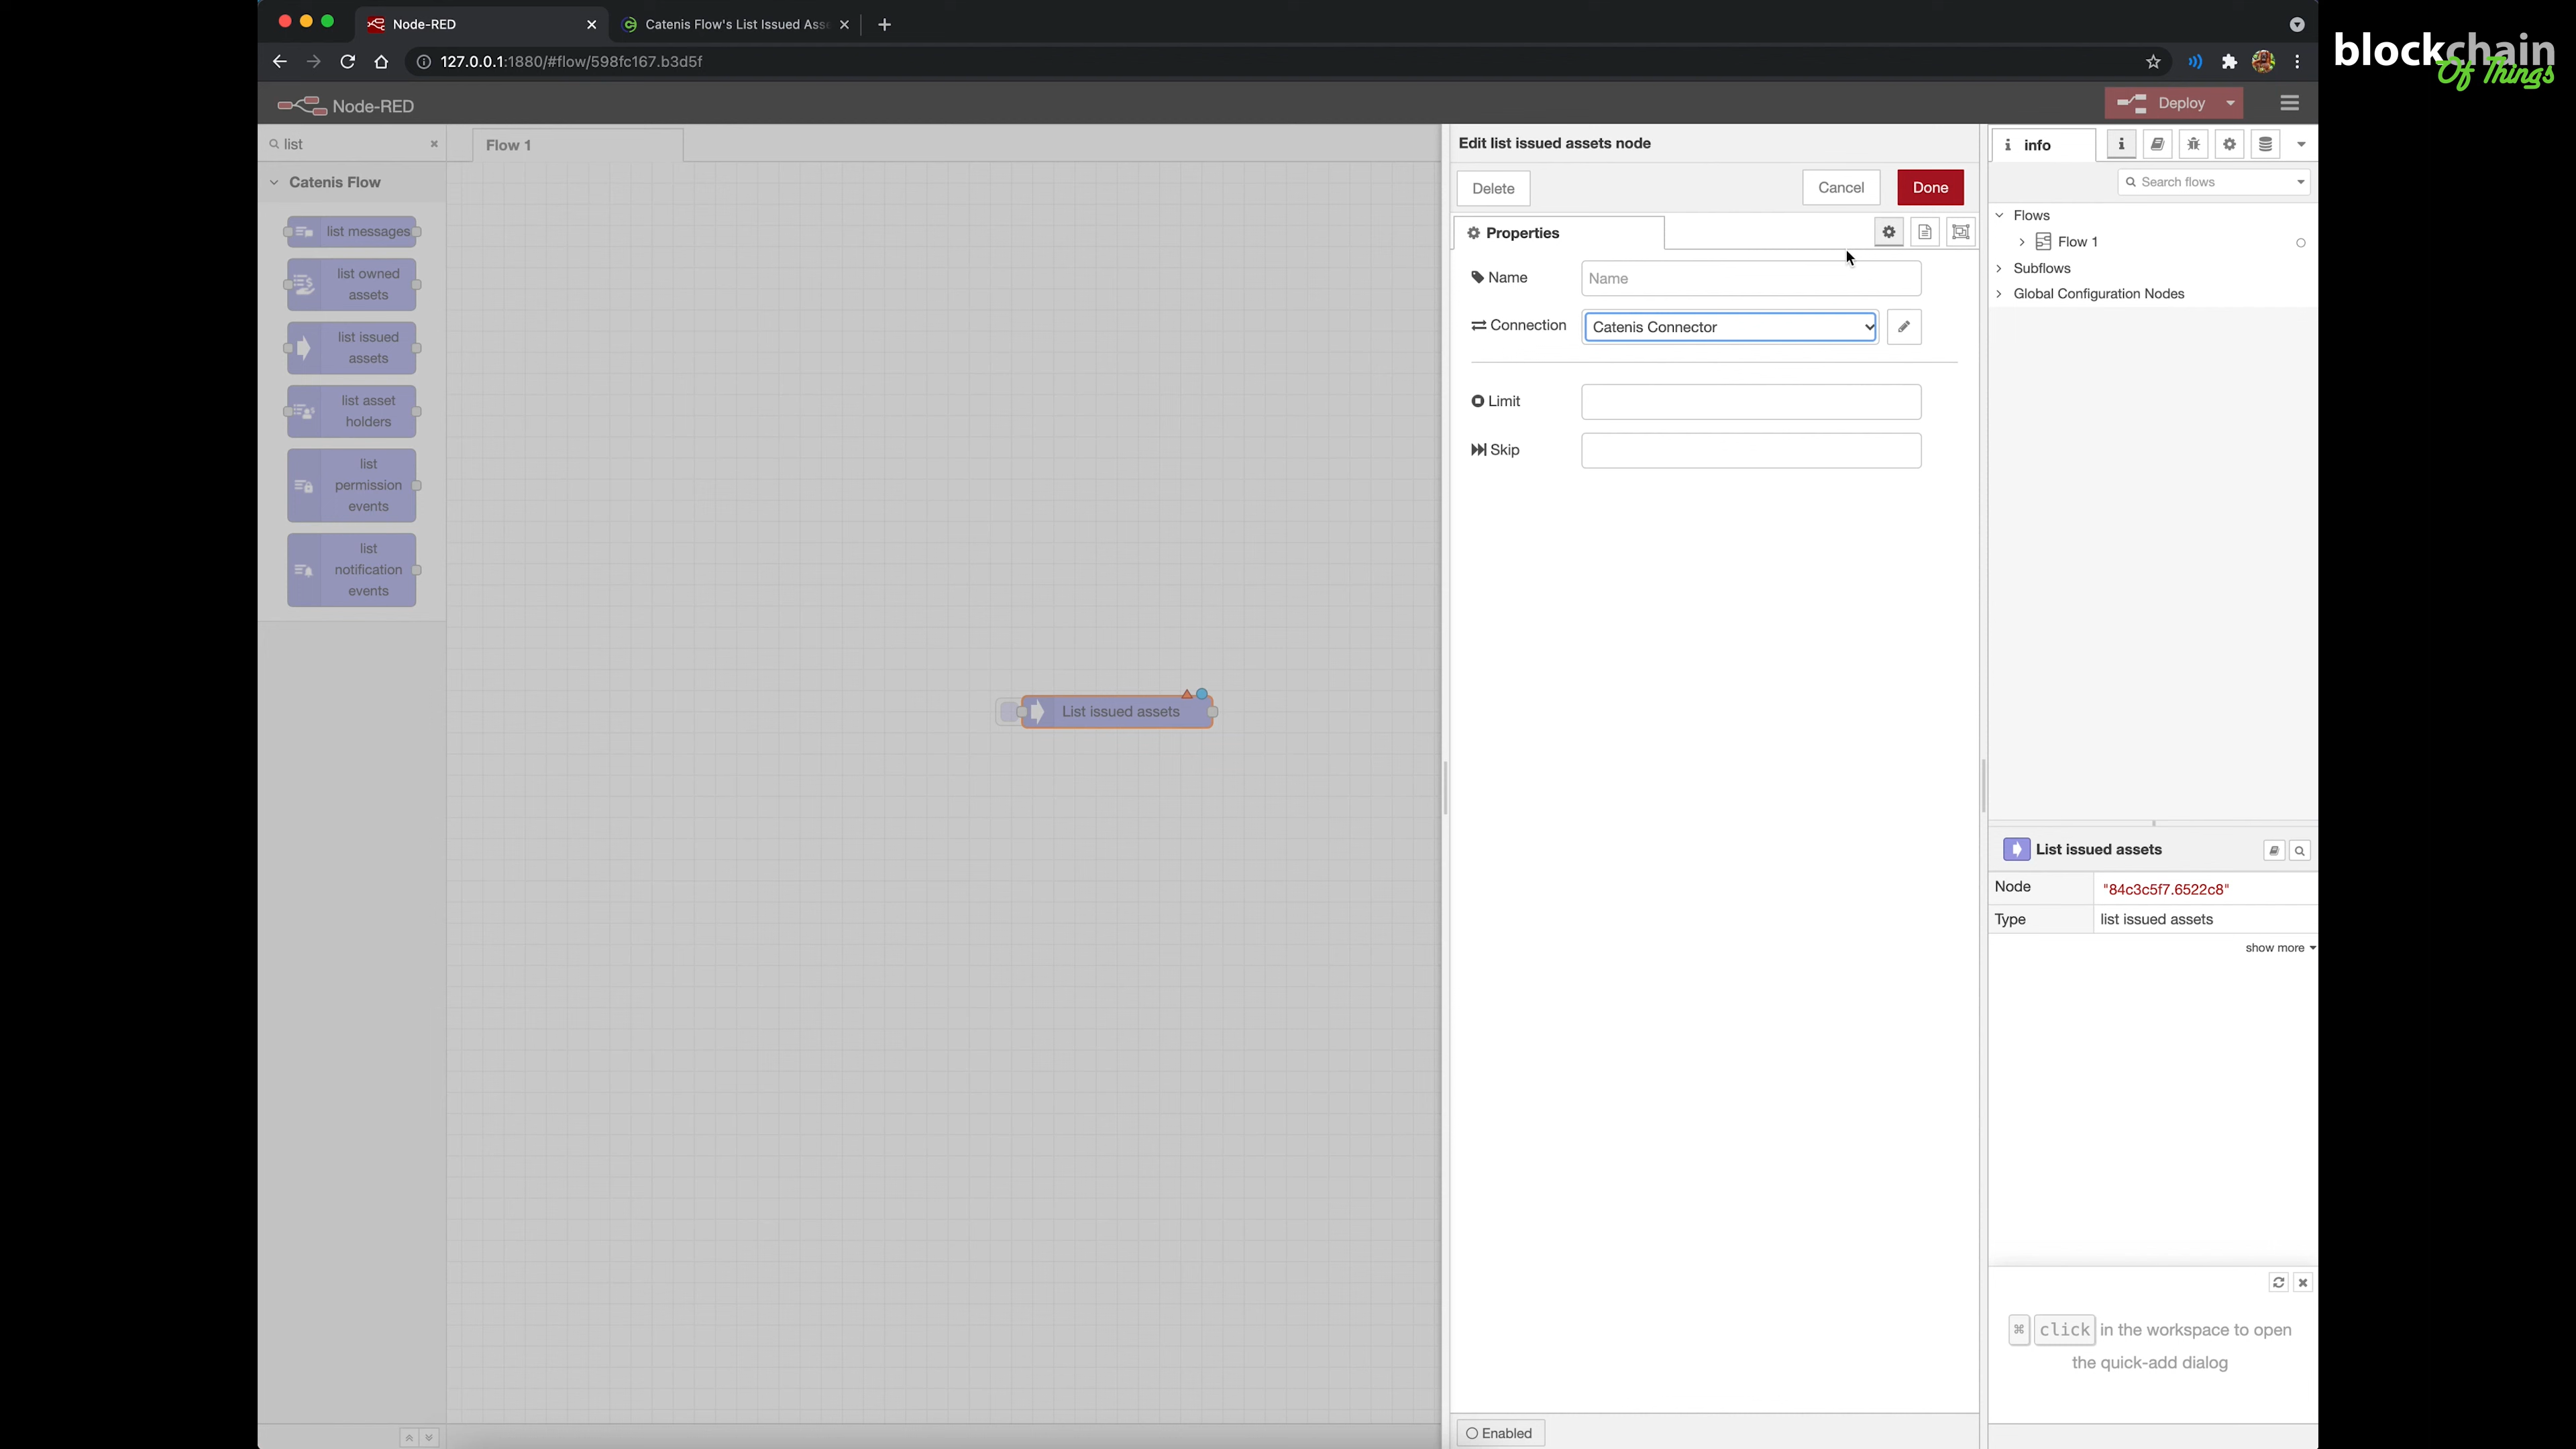 Node-RED
Catenis Flow's List Issued Ass
127.0.0.1:1880/#flow/598fc167.b3d5f
blockchain
Of Things
Node-RED
Deploy
list
Flow 1
Edit list issued assets node
info
Catenis Flow
Delete
Cancel
Done
Search flows
list messages
Properties
Flows
Flow 1
list owned
assets
Name
Name
Subflows
Global Configuration Nodes
list issued
assets
Connection
Catenis Connector
list asset
holders
Limit
Skip
list
permission
events
list
notification
events
List issued assets
List issued assets
Node
"84c3c5f7.6522c8"
Type
list issued assets
show more
⌘ click in the workspace to open
the quick-add dialog
Enabled